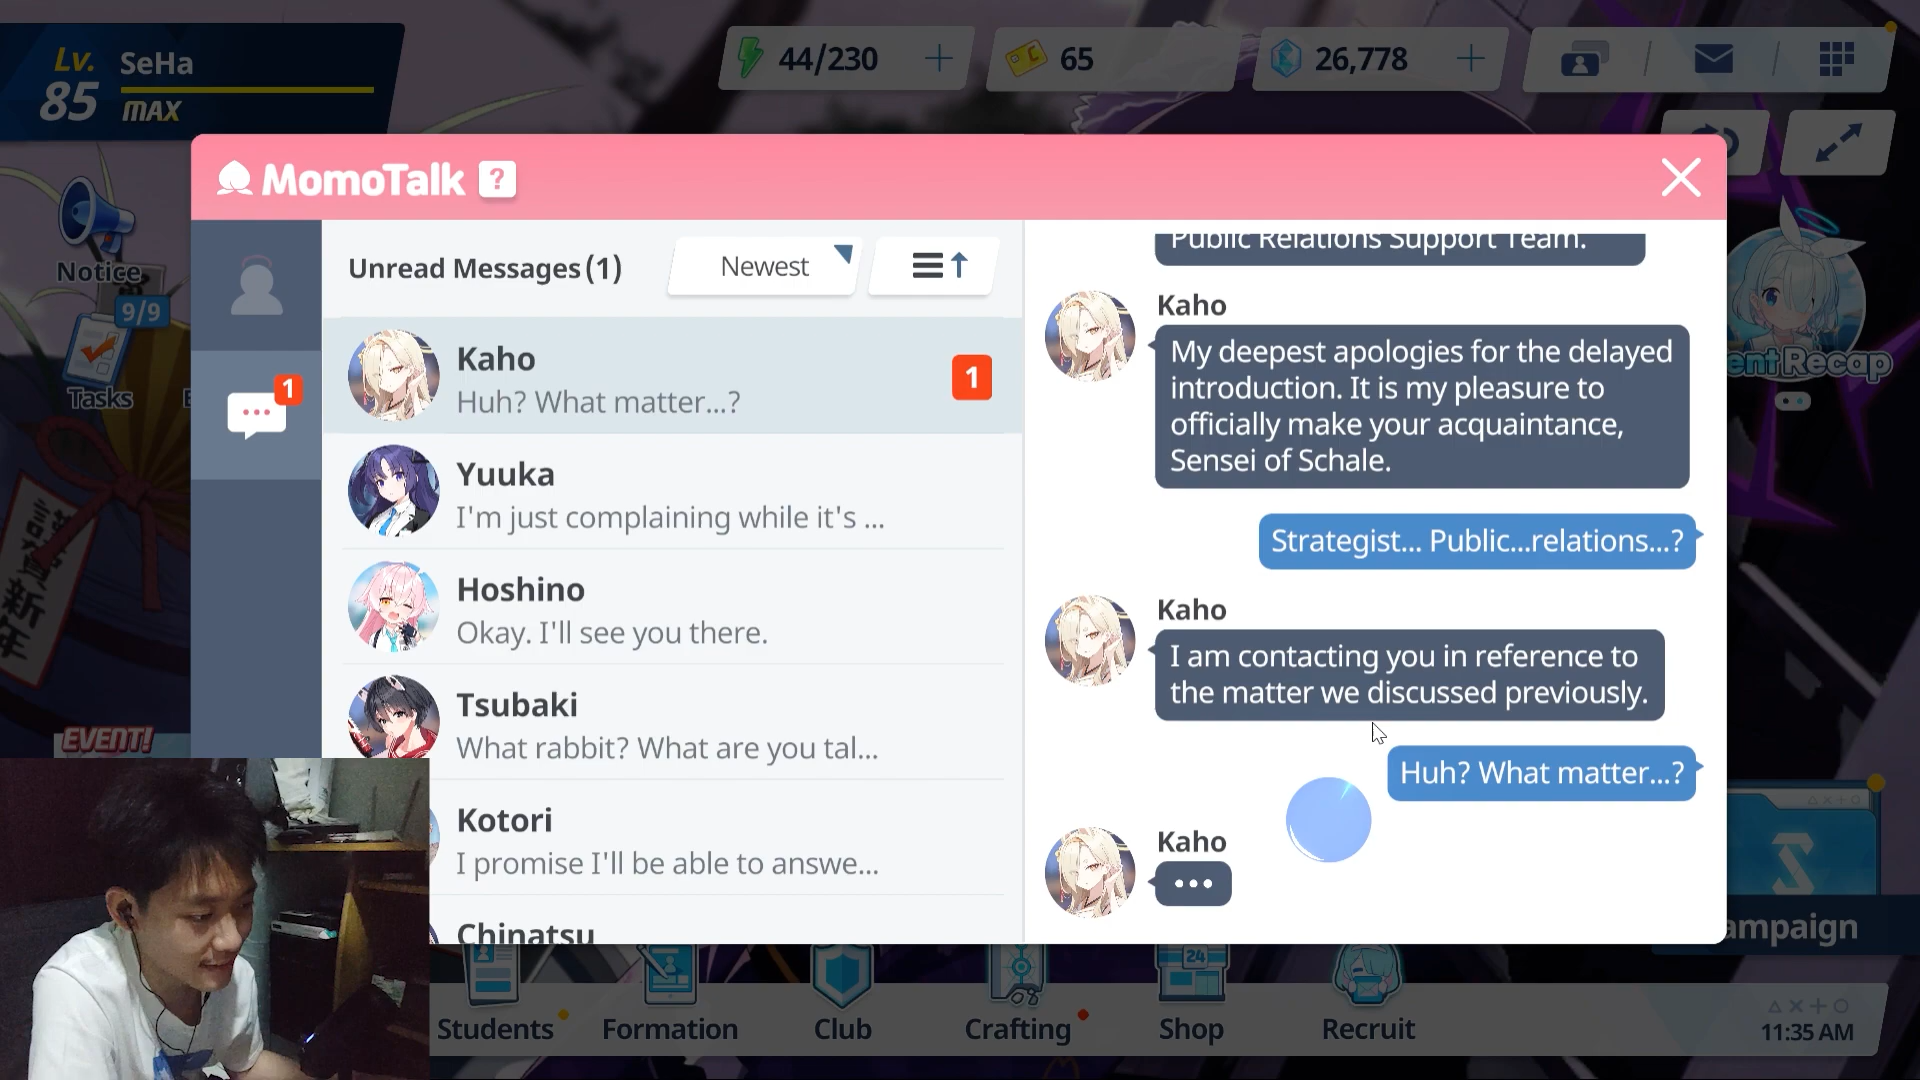 Lv.
85
SeHa
MAX
44/230
65
26,778
MomoTalk ?
Notice
9/9
Tasks
EVENT!
Unread Messages (1)
Newest
1
Kaho
Huh? What matter...?
1
Yuuka
I'm just complaining while it's ...
Hoshino
Okay. I'll see you there.
Tsubaki
What rabbit? What are you tal...
Kotori
I promise I'll be able to answe...
Chinatsu
Public Relations Support Team.
Kaho
My deepest apologies for the delayed
introduction. It is my pleasure to
officially make your acquaintance,
Sensei of Schale.
Strategist... Public...relations...?
Kaho
I am contacting you in reference to
the matter we discussed previously.
Huh? What matter...?
Kaho
...
ent Recap
ampaign
Students
Formation
Club
Crafting
24
Shop
Recruit
11:35 AM